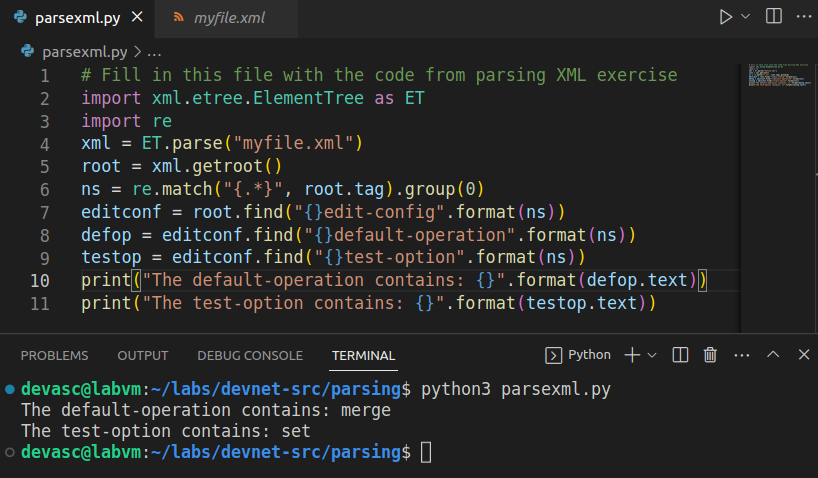 parsexml.py
myfile.xml
parsexml.py > ...
1 # Fill in this file with the code from parsing XML exercise
2 import xml.etree.ElementTree as ET
3 import re
4 xml = ET.parse("myfile.xml")
5 root = xml.getroot()
6 ns = re.match("{.*}", root.tag).group(0)
7 editconf = root.find("{}edit-config".format(ns))
8 defop = editconf.find("{}default-operation".format(ns))
9 testop = editconf.find("{}test-option".format(ns))
10 print("The default-operation contains: {}".format(defop.text))
11 print("The test-option contains: {}".format(testop.text))
PROBLEMS OUTPUT DEBUG CONSOLE TERMINAL Python
devasc@labvm:~/labs/devnet-src/parsing$ python3 parsexml.py
The default-operation contains: merge
The test-option contains: set
devasc@labvm:~/labs/devnet-src/parsing$